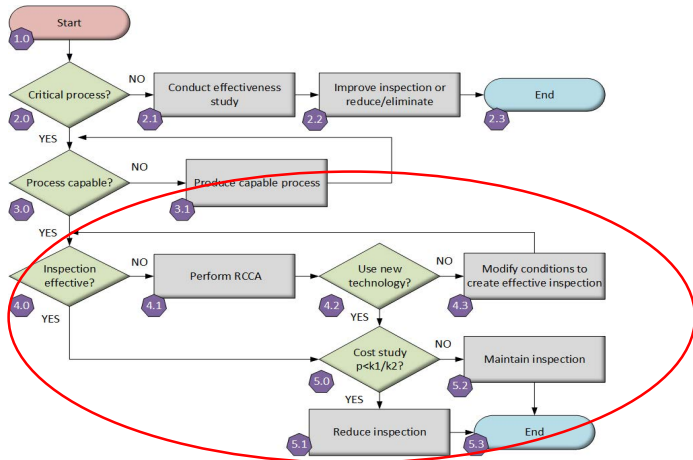 Start
1.0
Critical process?
2.0
NO
Conduct effectiveness
study
2.1
Improve inspection or
reduce/eliminate
2.2
End
2.3
YES
Process capable?
3.0
NO
Produce capable process
3.1
YES
Inspection
effective?
4.0
NO
Perform RCCA
4.1
Use new
technology?
4.2
NO
Modify conditions to
create effective inspection
4.3
YES
YES
Cost study
p<k1/k2?
5.0
NO
Maintain inspection
5.2
YES
Reduce inspection
5.1
End
5.3